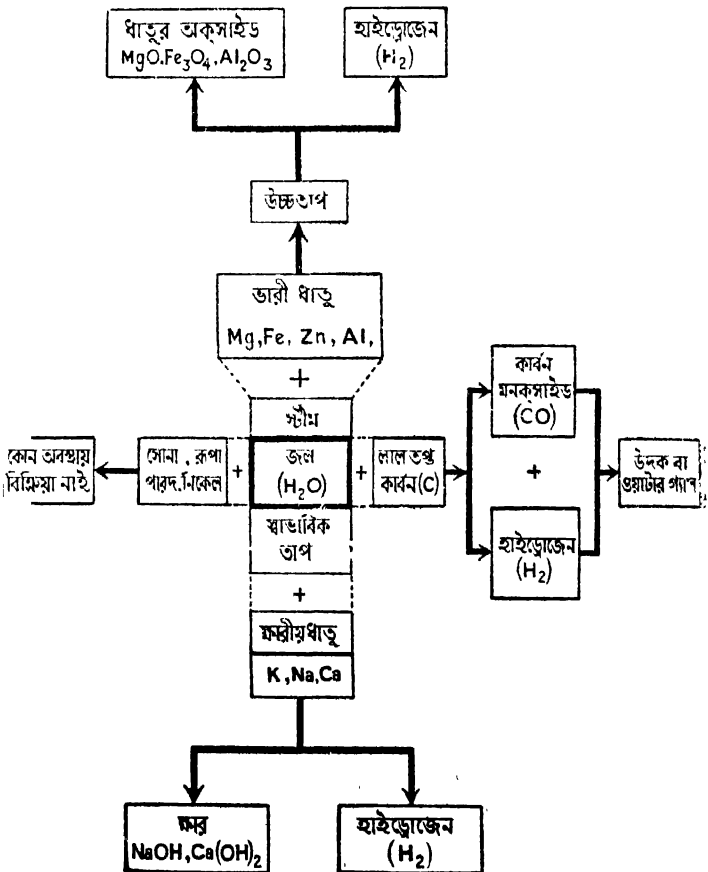 ধাতুর অক্সাইড
MgO.Fe₃O₄,Al₂O₃
হাইড্রোজেন
(H₂)
উচ্চতাপ
ভারী ধাতু
Mg,Fe, Zn, Al,
+
স্টীম
কার্বন
মনক্সাইড
(CO)
কোন অবস্থায়
বিক্রিয়া নাই
সোনা, রূপা
পারদ.নিকেল
+
জল
(H₂O)
+
লাল তপ্ত
কার্বন(C)
+
উদক বা
ওয়াটার গ্যাস
স্বাভাবিক
তাপ
হাইড্রোজেন
(H₂)
+
ক্ষারীয়ধাতু
K,Na,Ca
ক্ষার
NaOH,Ca(OH)₂
হাইড্রোজেন
(H₂)